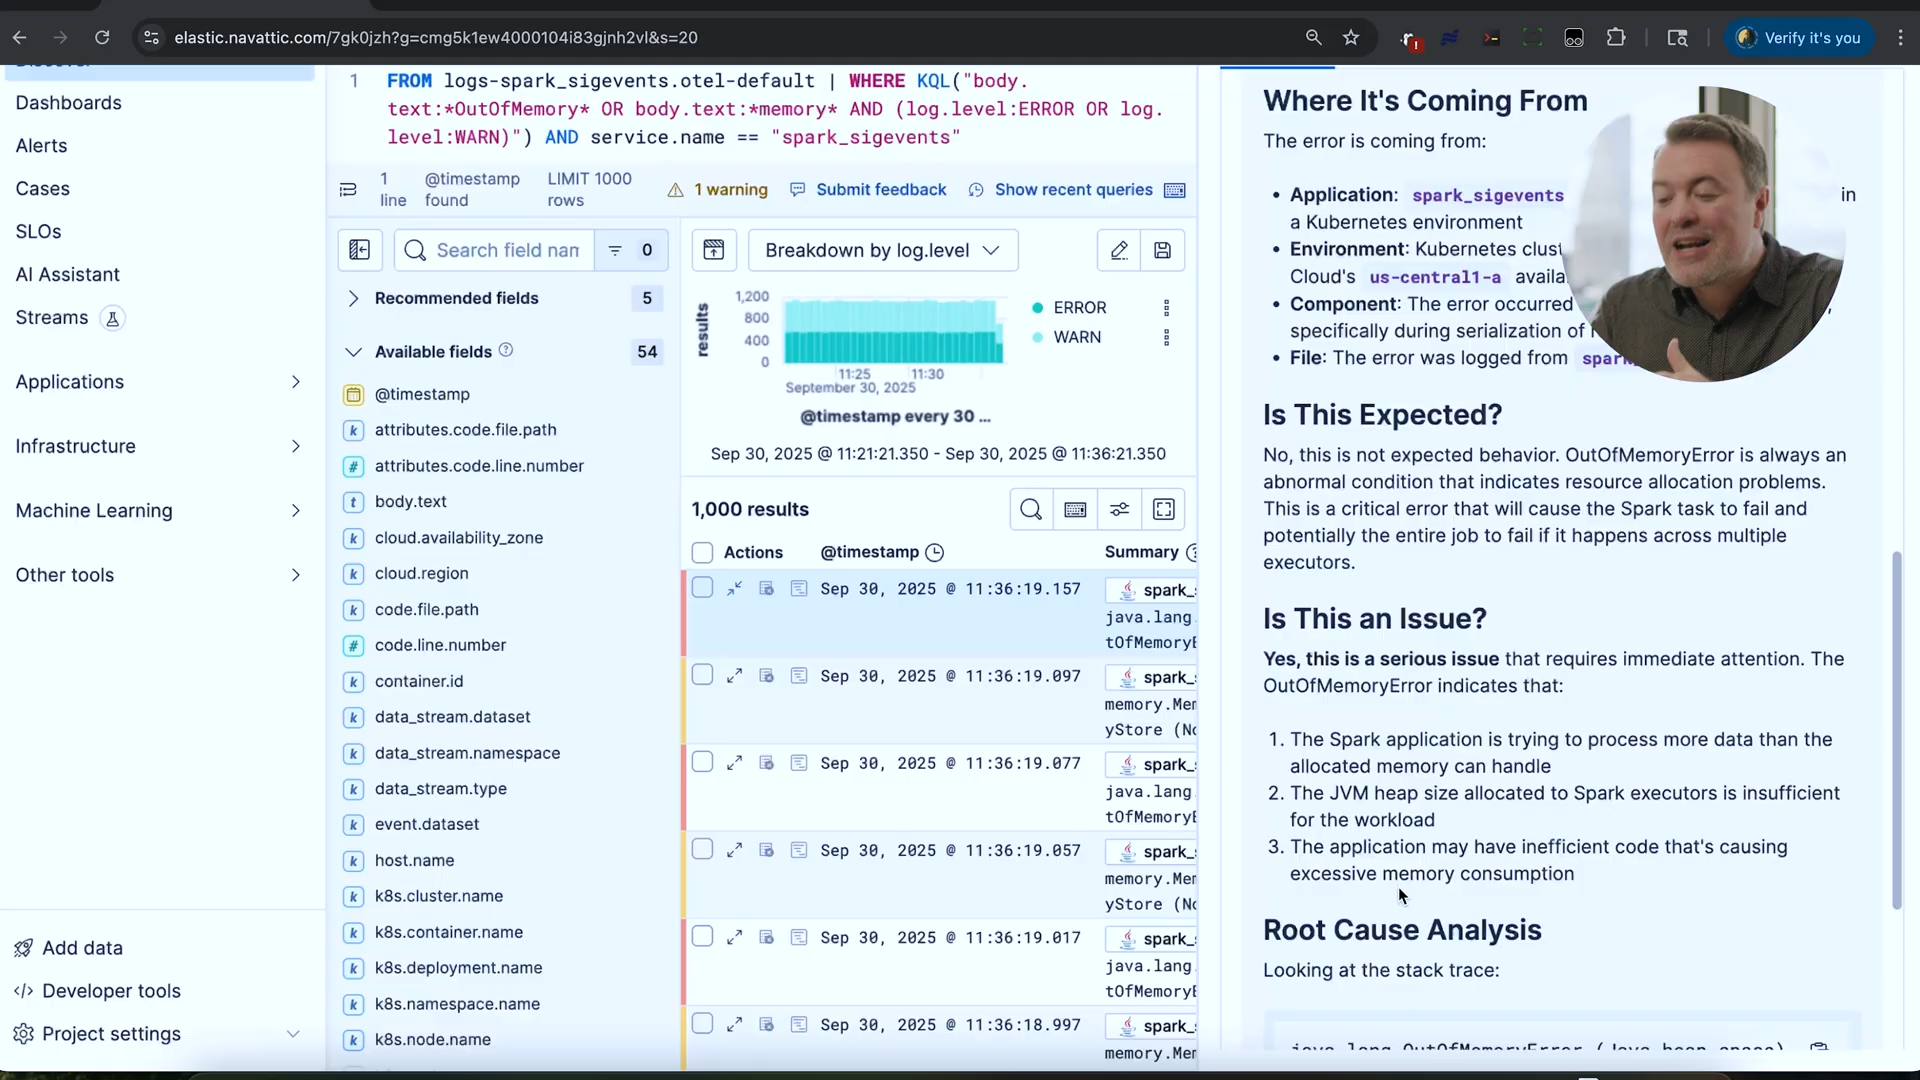 elastic.navattic.com/7gk0jzh?g=cmg5k1ew4000104i83gjnh2vl&s=20
Verify it's you
Dashboards
Alerts
Cases
SLOs
AI Assistant
Streams
Applications
Infrastructure
Machine Learning
Other tools
Add data
Developer tools
Project settings
1 FROM logs-spark_sigevents.otel-default | WHERE KQL("body.
text:*OutOfMemory* OR body.text:*memory* AND (log.level:ERROR OR log.
level:WARN)") AND service.name == "spark_sigevents"
1 line
@timestamp found
LIMIT 1000 rows
1 warning
Submit feedback
Show recent queries
Search field nam
0
Recommended fields 5
Available fields 54
@timestamp
attributes.code.file.path
attributes.code.line.number
body.text
cloud.availability_zone
cloud.region
code.file.path
code.line.number
container.id
data_stream.dataset
data_stream.namespace
data_stream.type
event.dataset
host.name
k8s.cluster.name
k8s.container.name
k8s.deployment.name
k8s.namespace.name
k8s.node.name
Breakdown by log.level
results
1,200
800
400
0
11:25 11:30
September 30, 2025
@timestamp every 30 ...
ERROR
WARN
Sep 30, 2025 @ 11:21:21.350 - Sep 30, 2025 @ 11:36:21.350
1,000 results
Actions @timestamp Summary
Sep 30, 2025 @ 11:36:19.157 spark_s
java.lang.
tOfMemoryE
Sep 30, 2025 @ 11:36:19.097 spark_s
memory.Mem
yStore (No
Sep 30, 2025 @ 11:36:19.077 spark_s
java.lang.
tOfMemoryE
Sep 30, 2025 @ 11:36:19.057 spark_s
memory.Mem
yStore (No
Sep 30, 2025 @ 11:36:19.017 spark_s
java.lang.
tOfMemoryE
Sep 30, 2025 @ 11:36:18.997 spark_s
memory.Mem
Where It's Coming From
The error is coming from:
• Application: spark_sigevents in
a Kubernetes environment
• Environment: Kubernetes clust
Cloud's us-central1-a availa
• Component: The error occurred
specifically during serialization of
• File: The error was logged from spark
Is This Expected?
No, this is not expected behavior. OutOfMemoryError is always an
abnormal condition that indicates resource allocation problems.
This is a critical error that will cause the Spark task to fail and
potentially the entire job to fail if it happens across multiple
executors.
Is This an Issue?
Yes, this is a serious issue that requires immediate attention. The
OutOfMemoryError indicates that:
1. The Spark application is trying to process more data than the
allocated memory can handle
2. The JVM heap size allocated to Spark executors is insufficient
for the workload
3. The application may have inefficient code that's causing
excessive memory consumption
Root Cause Analysis
Looking at the stack trace:
java.lang.OutOfMemoryError (Java heap space)